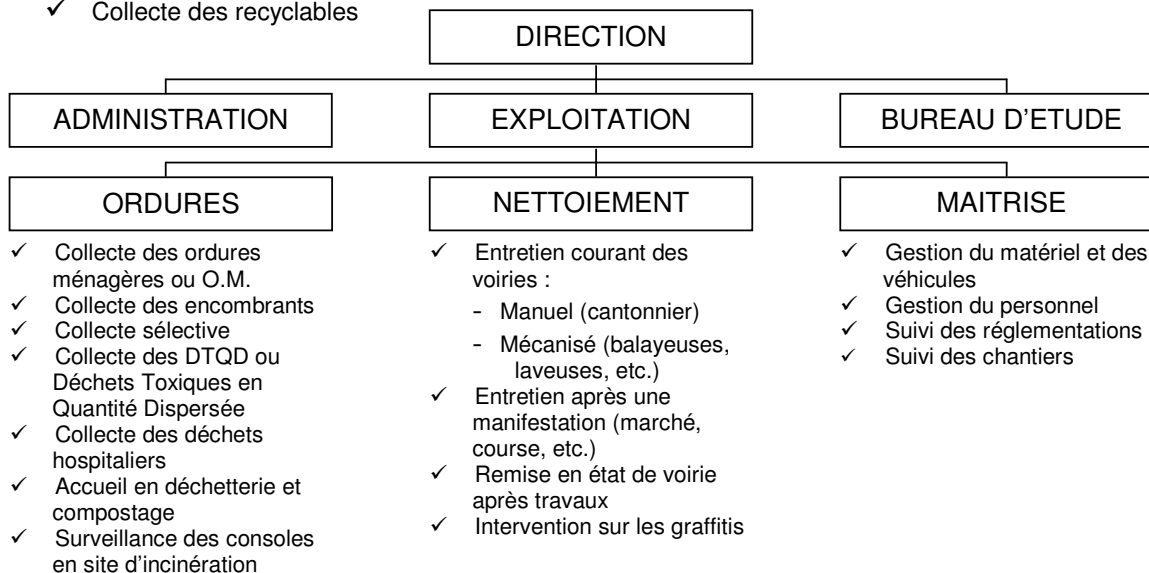 ✓ Collecte des recyclables
DIRECTION
ADMINISTRATION
EXPLOITATION
BUREAU D'ETUDE
ORDURES
✓ Collecte des ordures
ménagères ou O.M.
✓ Collecte des encombrants
✓ Collecte sélective
✓ Collecte des DTQD ou
Déchets Toxiques en
Quantité Dispersée
✓ Collecte des déchets
hospitaliers
✓ Accueil en déchetterie et
compostage
✓ Surveillance des consoles
en site d'incinération
NETTOIEMENT
✓ Entretien courant des
voiries :
- Manuel (cantonnier)
- Mécanisé (balayeuses,
laveuses, etc.)
✓ Entretien après une
manifestation (marché,
course, etc.)
✓ Remise en état de voirie
après travaux
✓ Intervention sur les graffitis
MAITRISE
✓ Gestion du matériel et des
véhicules
✓ Gestion du personnel
✓ Suivi des réglementations
✓ Suivi des chantiers